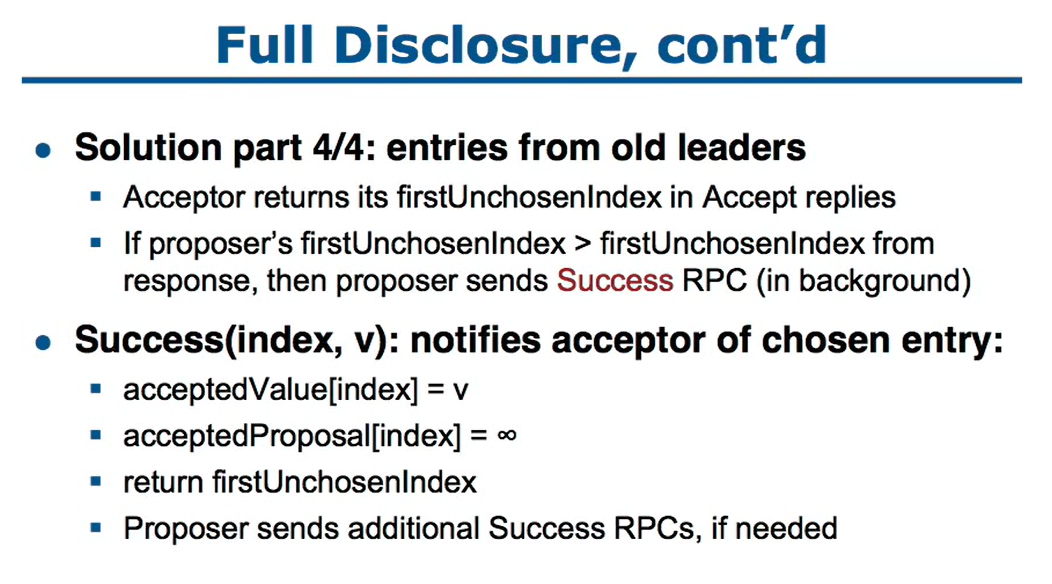 Full Disclosure, cont’d
● Solution part 4/4: entries from old leaders
▪ Acceptor returns its firstUnchosenIndex in Accept replies
▪ If proposer’s firstUnchosenIndex > firstUnchosenIndex from
response, then proposer sends Success RPC (in background)
● Success(index, v): notifies acceptor of chosen entry:
▪ acceptedValue[index] = v
▪ acceptedProposal[index] = ∞
▪ return firstUnchosenIndex
▪ Proposer sends additional Success RPCs, if needed